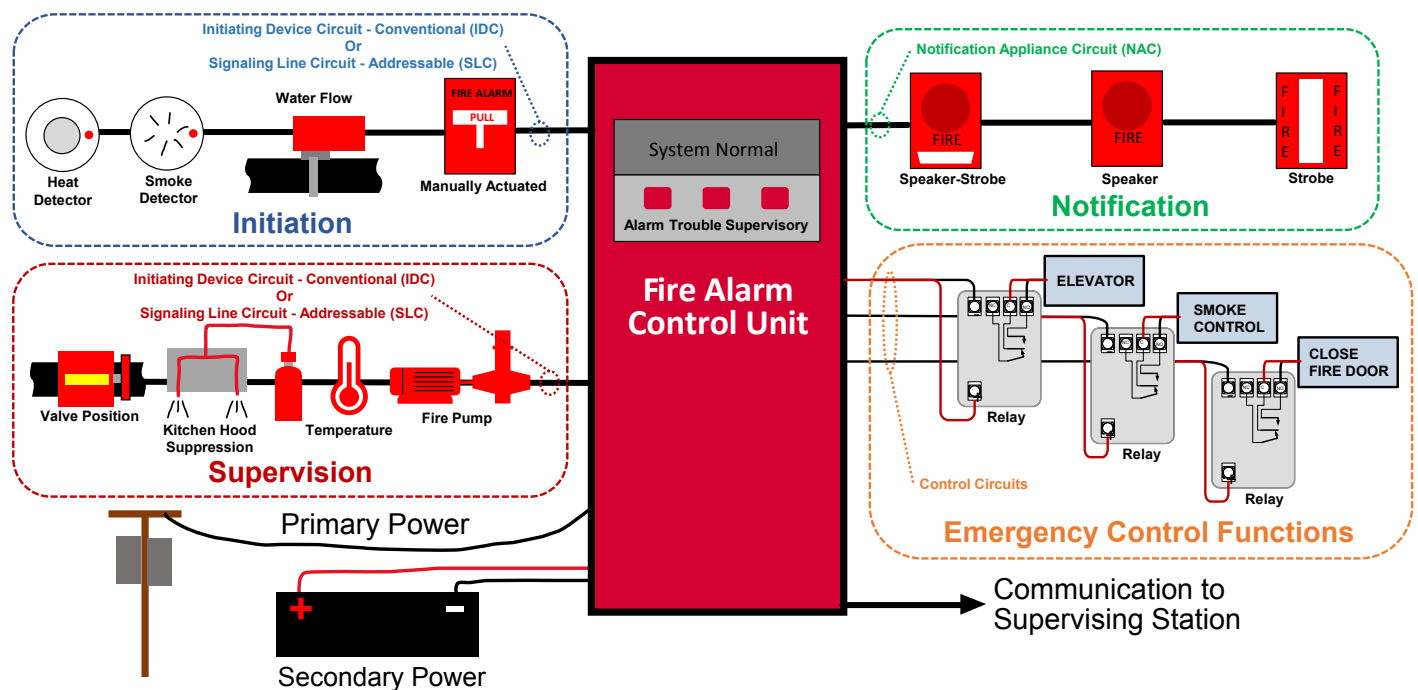 Initiating Device Circuit - Conventional (IDC)
Or
Signaling Line Circuit - Addressable (SLC)
Heat
Detector
Smoke
Detector
Water Flow
FIRE ALARM
PULL
Manually Actuated
Initiation
Initiating Device Circuit - Conventional (IDC)
Or
Signaling Line Circuit - Addressable (SLC)
Valve Position
Kitchen Hood
Suppression
Temperature
Fire Pump
Supervision
Primary Power
+
-
Secondary Power
System Normal
Alarm Trouble Supervisory
Fire Alarm
Control Unit
Notification Appliance Circuit (NAC)
FIRE
Speaker-Strobe
FIRE
Speaker
FIRE
FIRE
Strobe
Notification
ELEVATOR
Relay
SMOKE
CONTROL
Relay
CLOSE
FIRE DOOR
Relay
Control Circuits
Emergency Control Functions
Communication to
Supervising Station